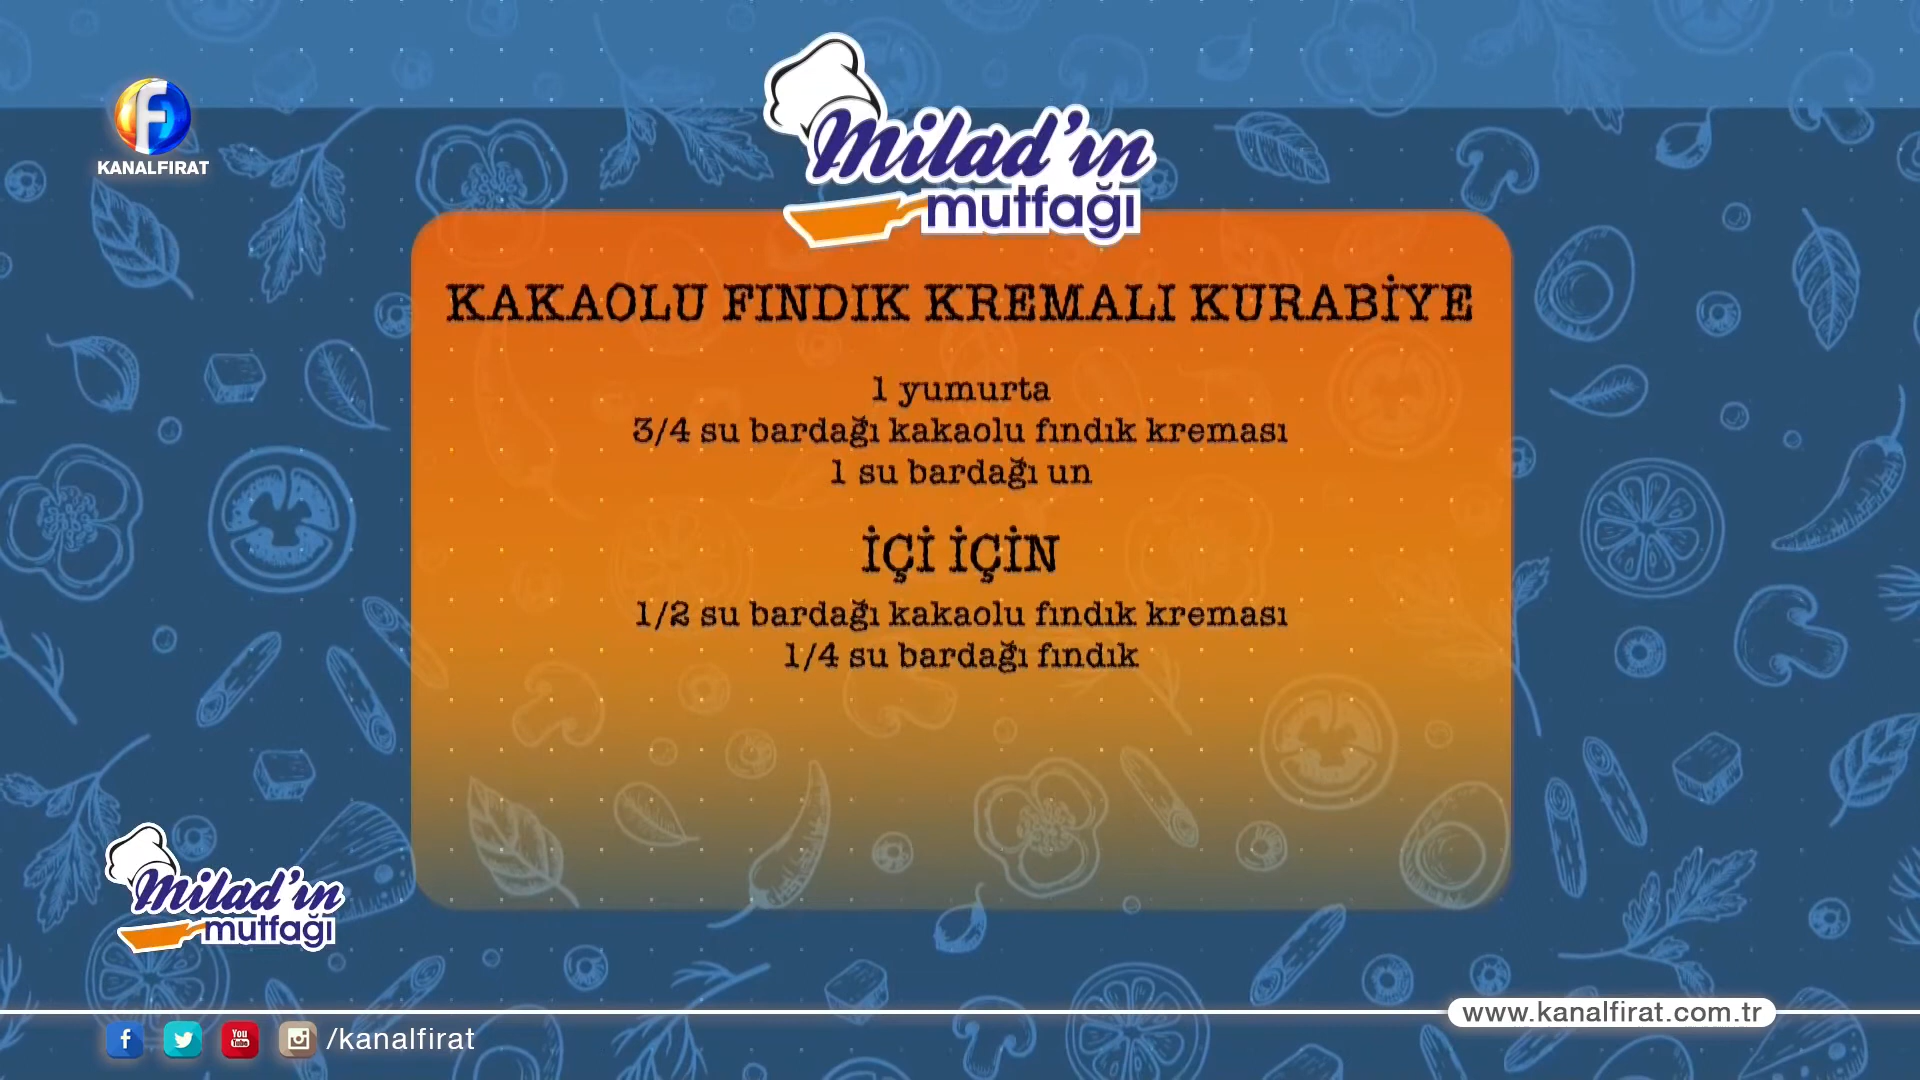 KANALFIRAT
Milad'ın
mutfağı
KAKAOLU FINDIK KREMALI KURABİYE
1 yumurta
3/4 su bardağı kakaolu fındık kreması
1 su bardağı un
İÇİ İÇİN
1/2 su bardağı kakaolu fındık kreması
1/4 su bardağı fındık
Milad'ın
mutfağı
www.kanalfirat.com.tr
You Tube
/kanalfirat